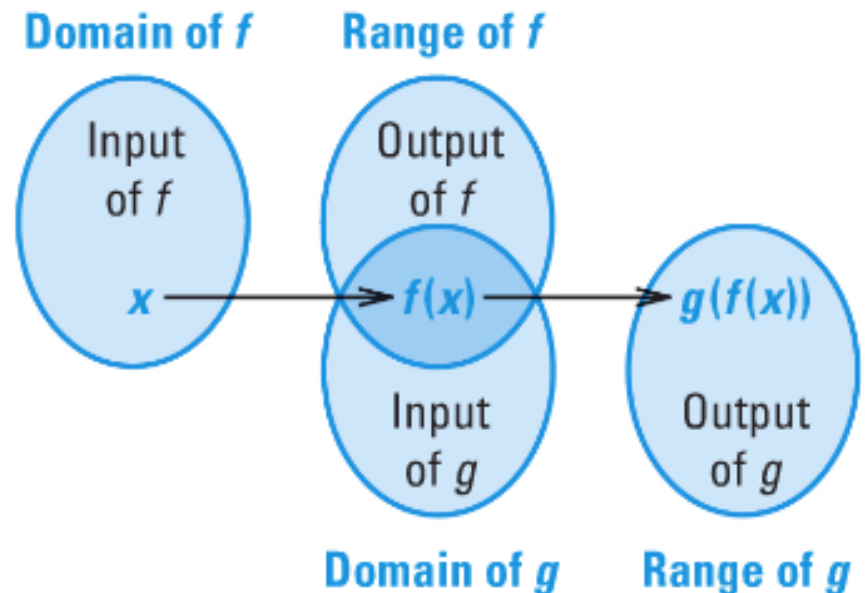 Domain of f
Range of f
Input
of f
Output
of f
x
f(x)
g(f(x))
Input
of g
Output
of g
Domain of g
Range of g